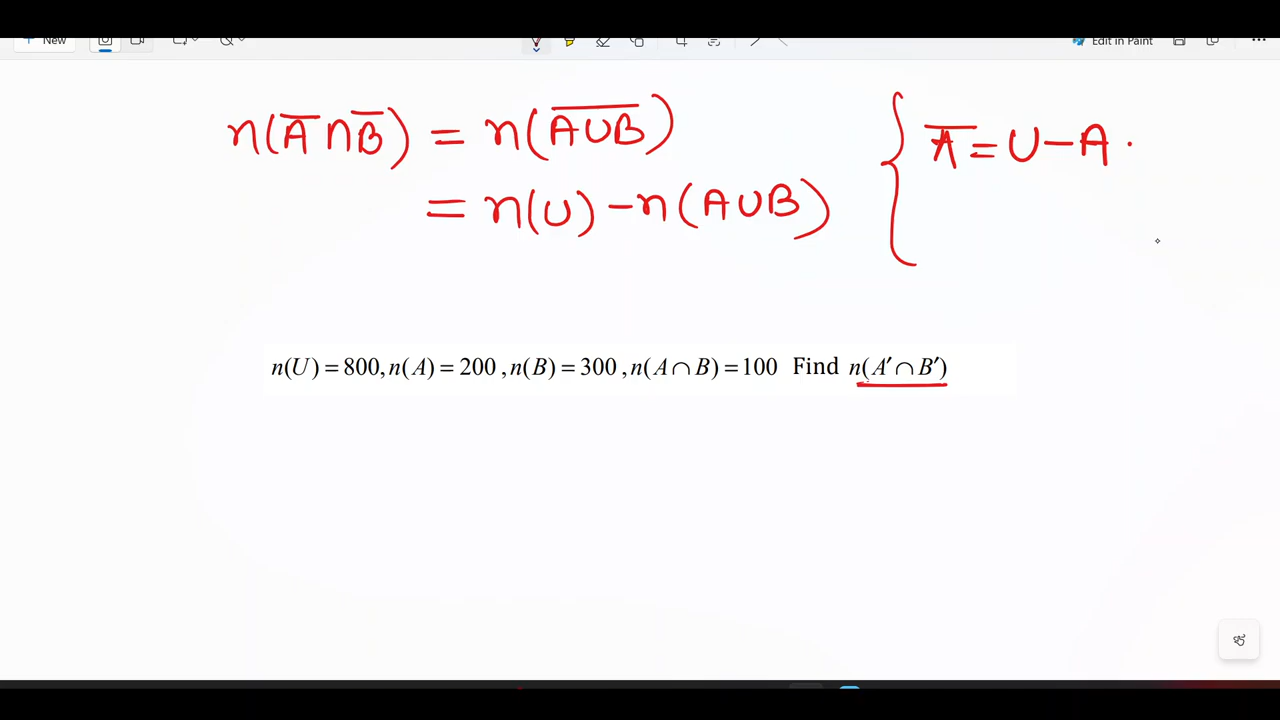 New
Edit in Paint
n(A̅ ∩ B̅) = n(A̅∪̅B̅)
= n(U) - n(A∪B)
{ A̅ = U - A .
n(U) = 800, n(A) = 200 , n(B) = 300 , n(A ∩ B) = 100 Find n(A′ ∩ B′)